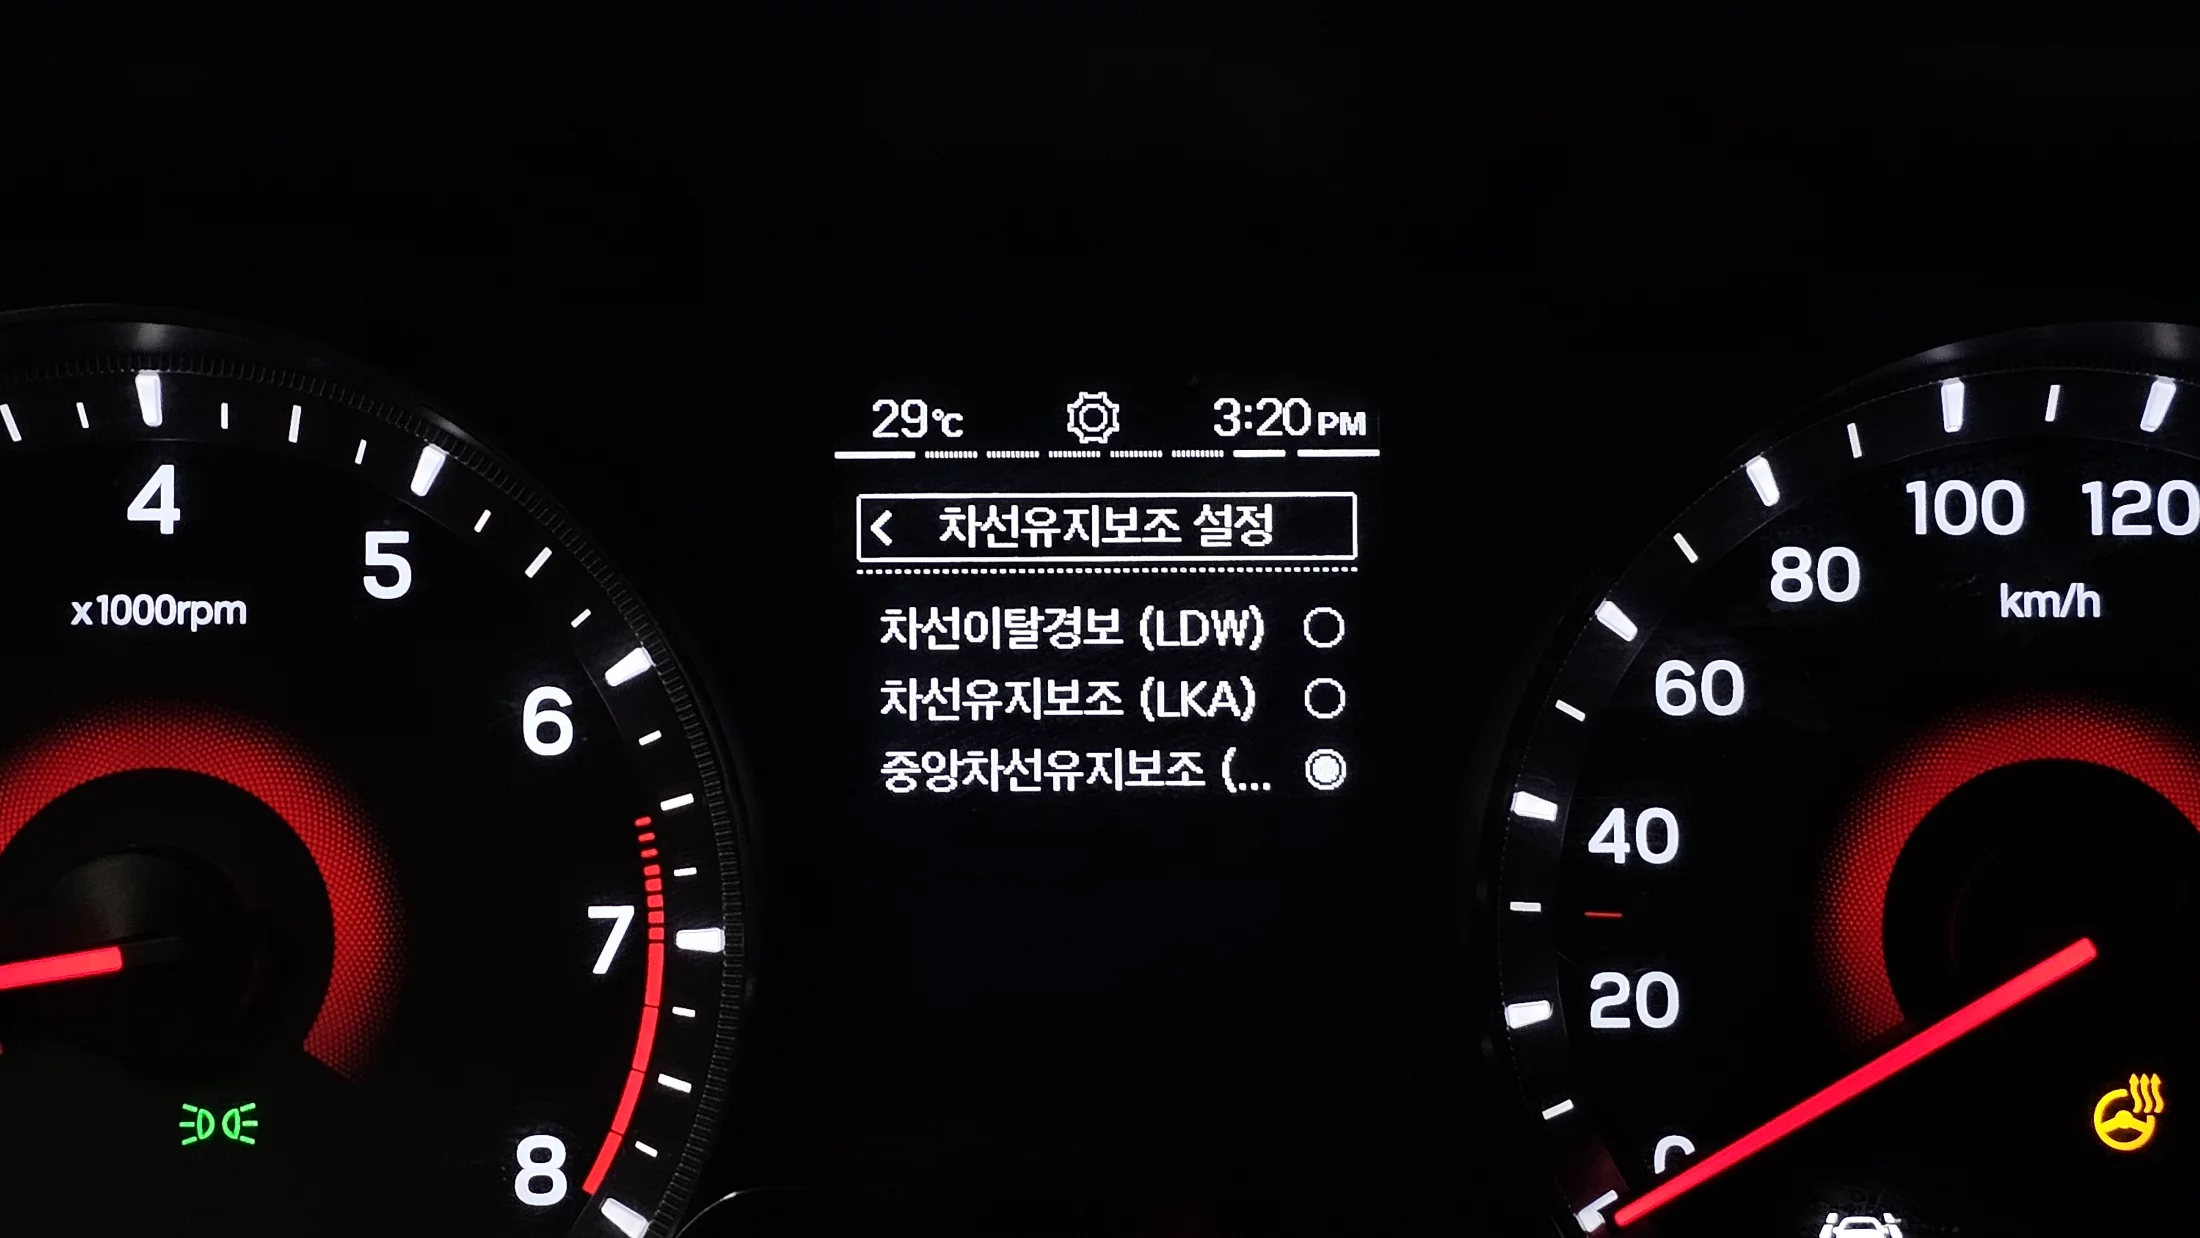 29℃ 3:20 PM
차선유지보조 설정
차선이탈경보 (LDW)
차선유지보조 (LKA)
중앙차선유지보조 (...
4
5
6
7
8
x1000rpm
0
20
40
60
80
100
120
km/h